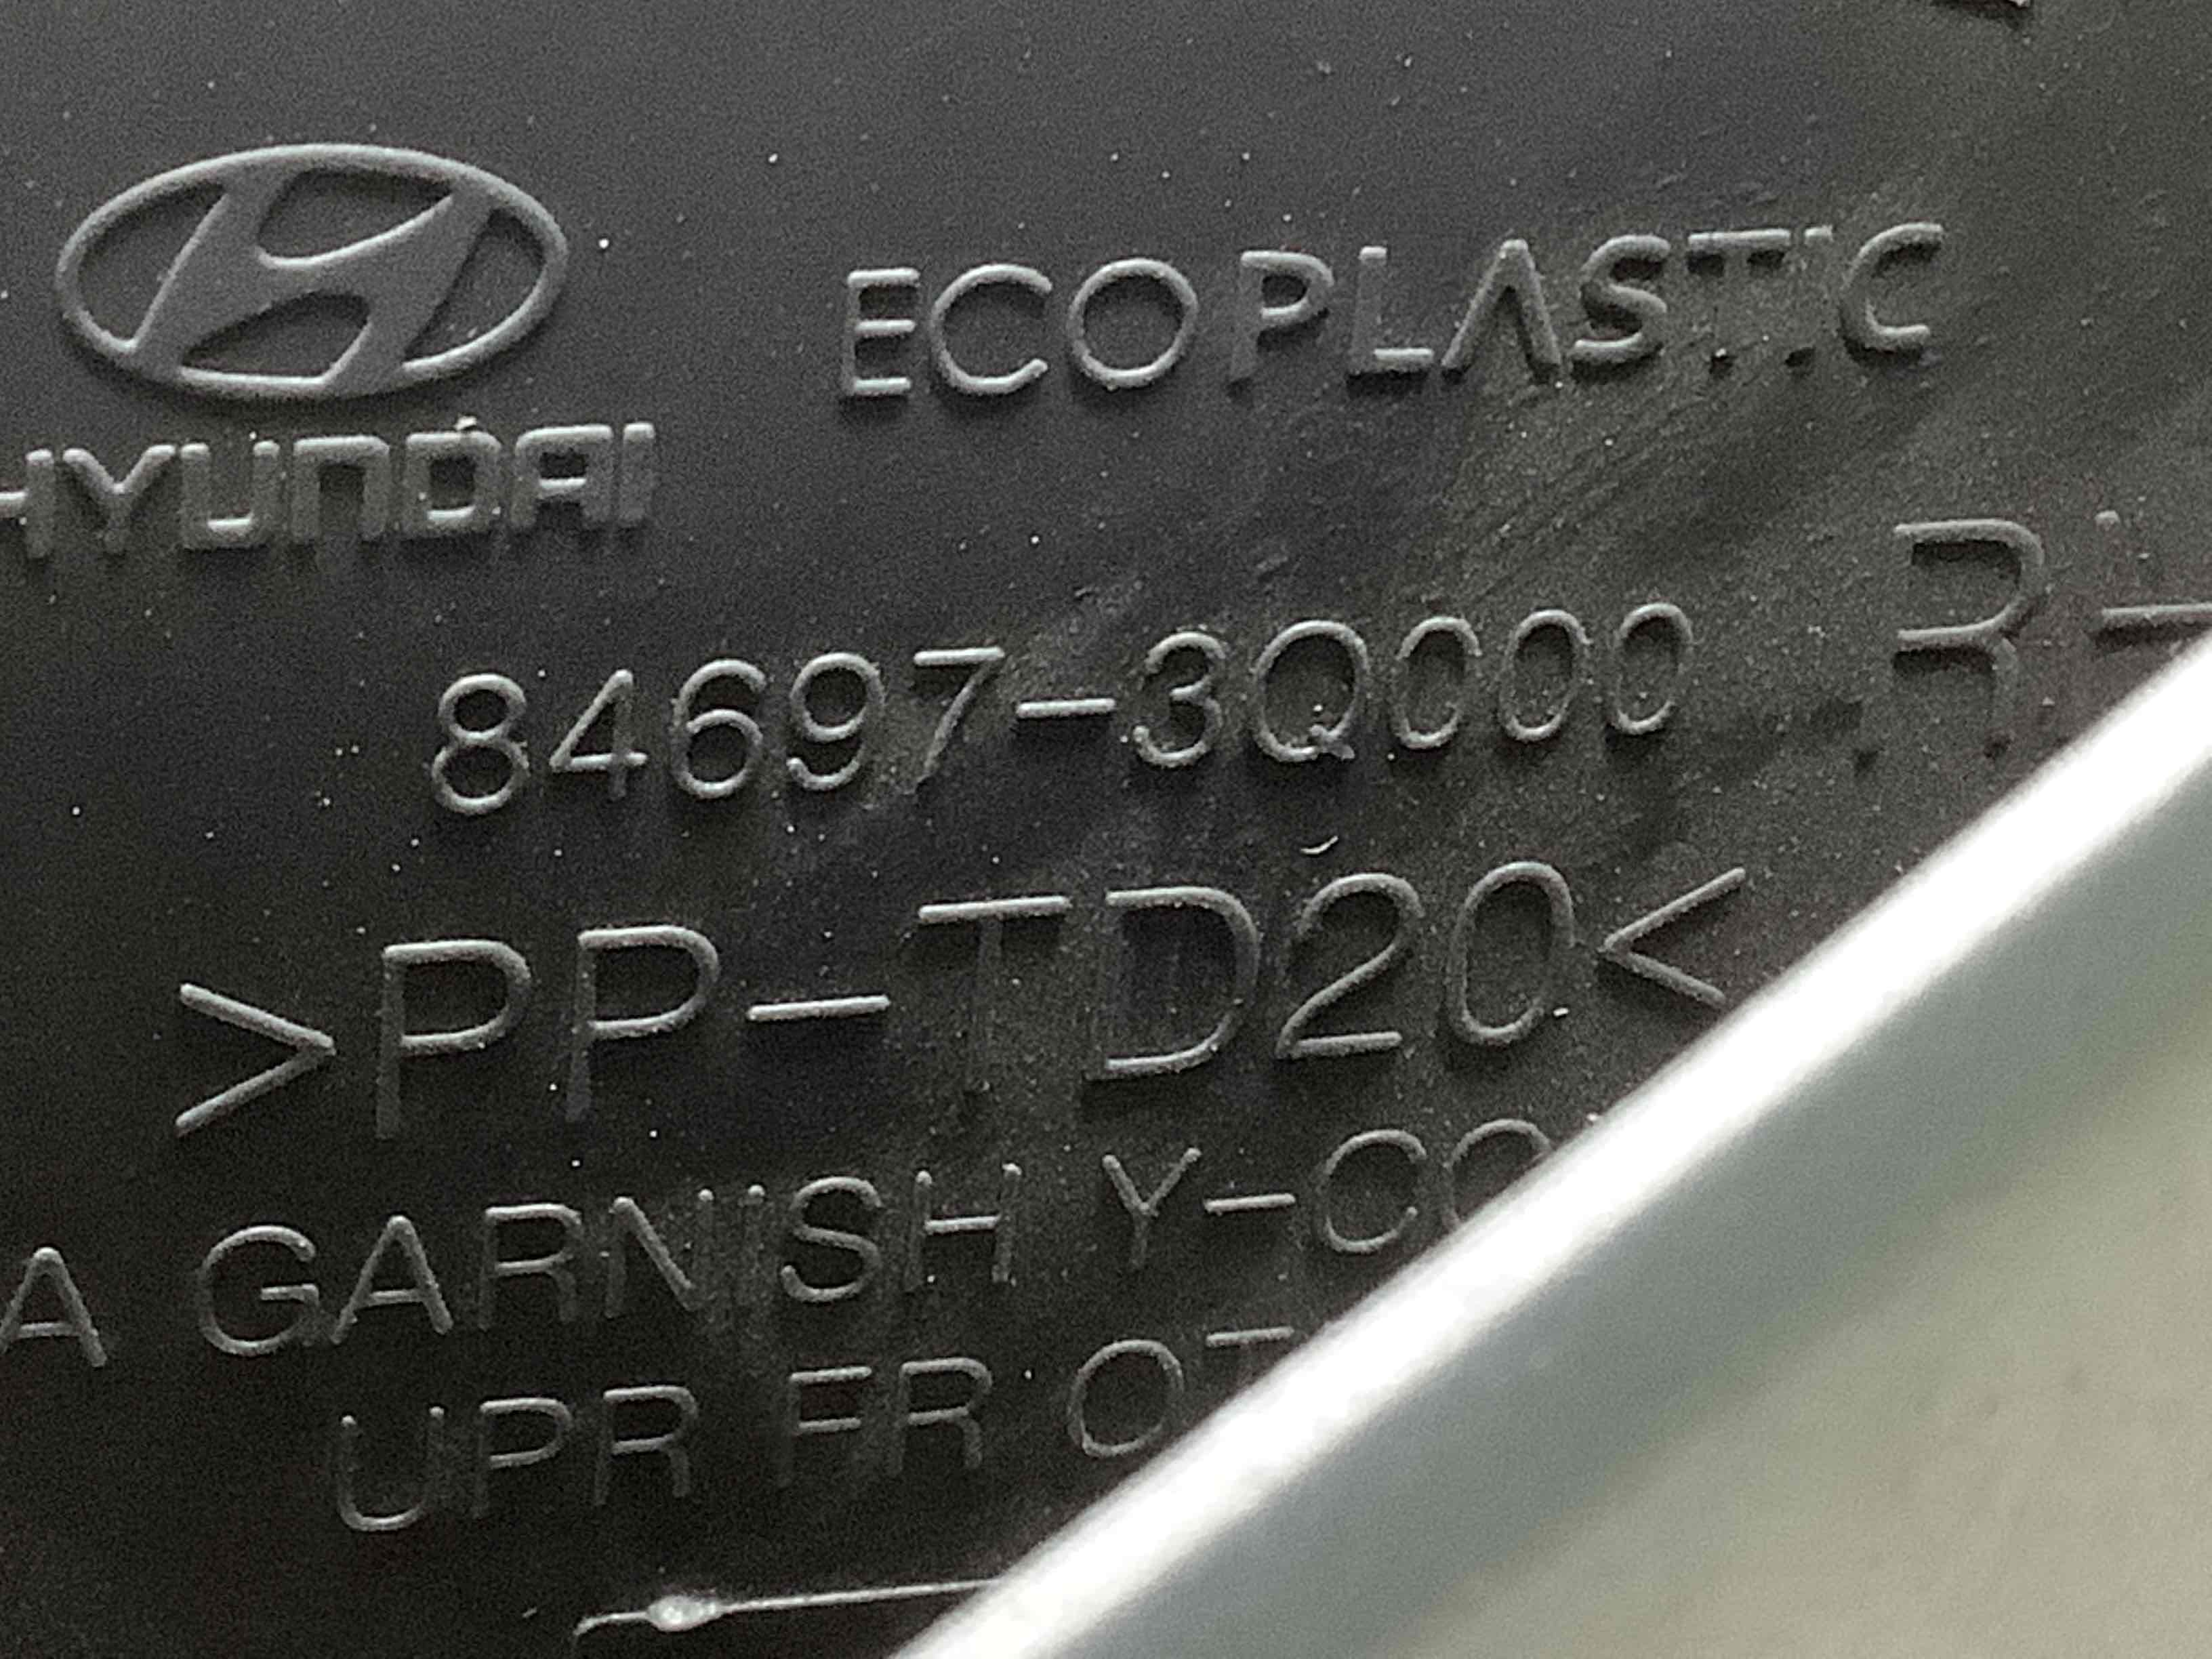 HYUNDAI
ECOPLASTIC
84697-3Q000
>PP-TD20<
GARNISH
UPR FR